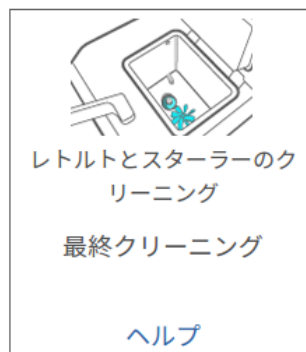 レトルトとスターラーのク
リーニング
最終クリーニング
ヘルプ